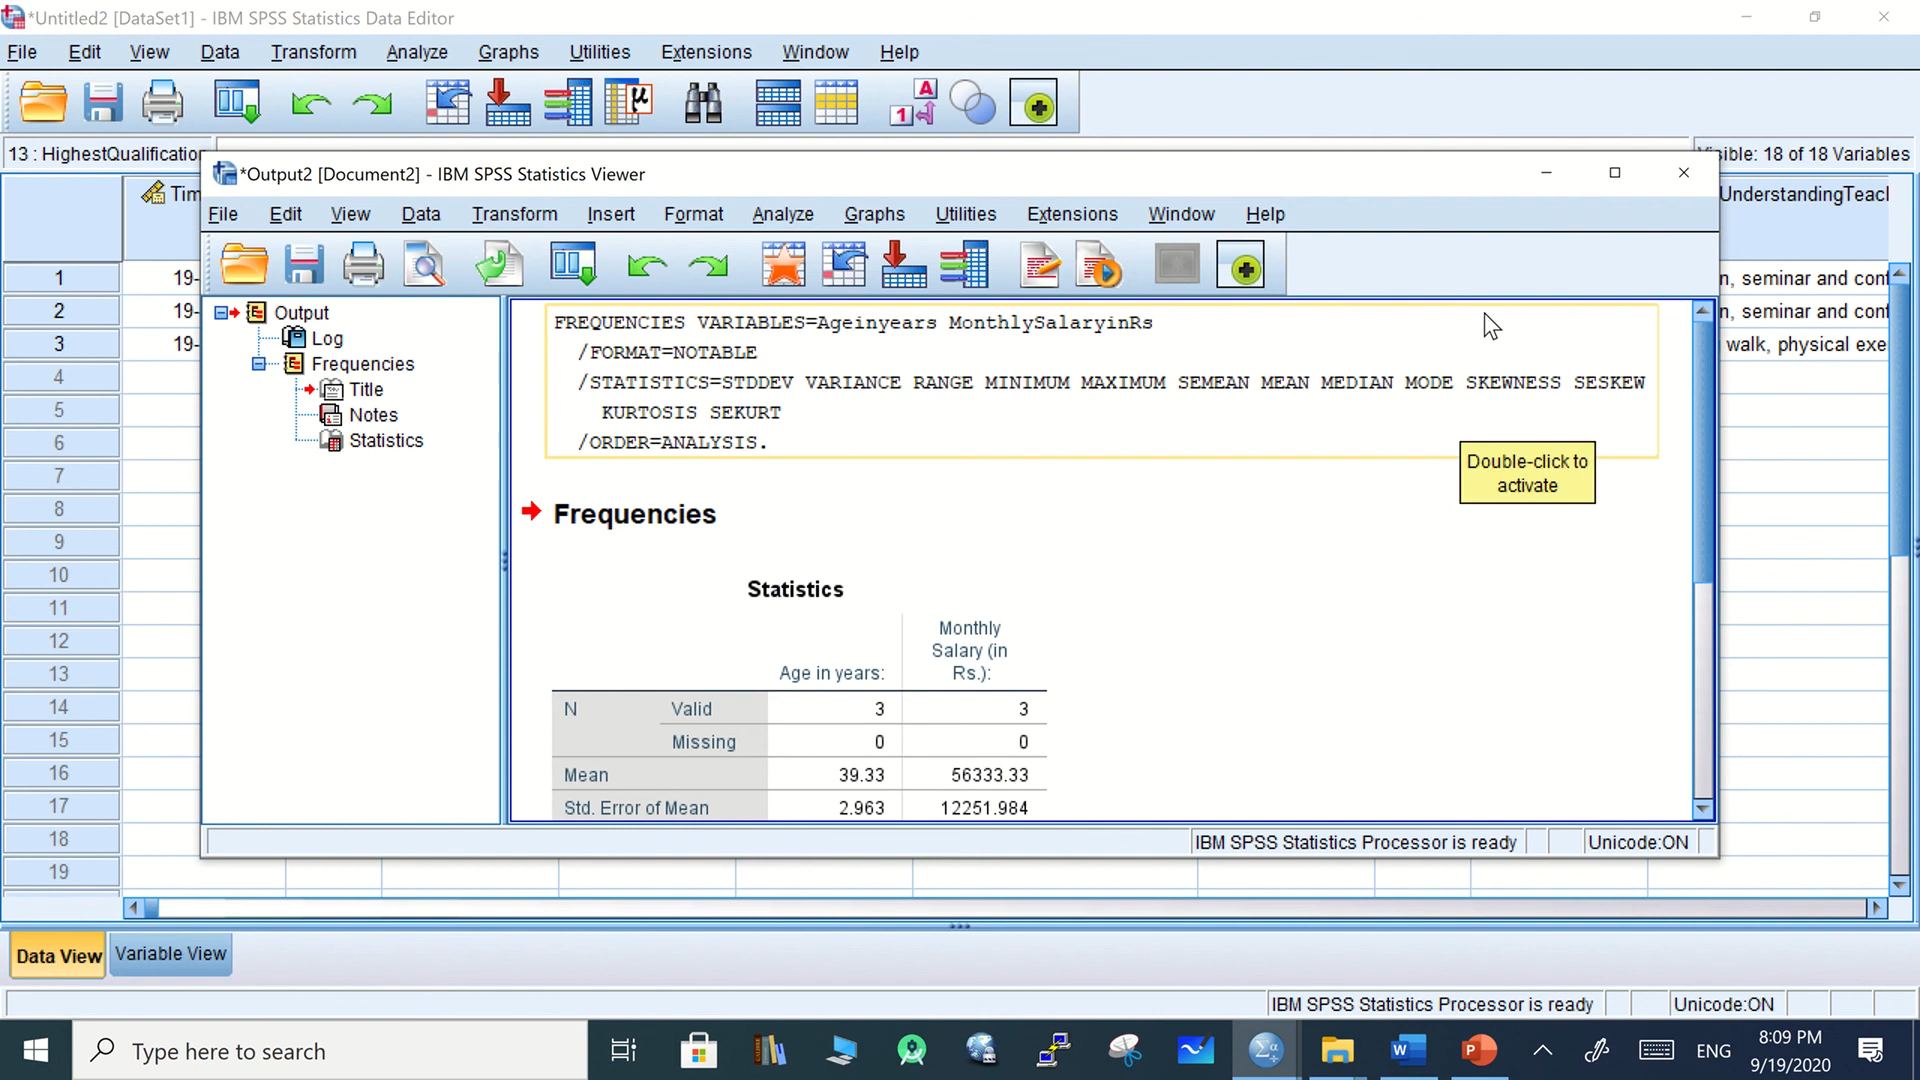 *Untitled2 [DataSet1] - IBM SPSS Statistics Data Editor
File Edit View Data Transform Analyze Graphs Utilities Extensions Window Help
13 : HighestQualification
Visible: 18 of 18 Variables
*Output2 [Document2] - IBM SPSS Statistics Viewer
File Edit View Data Transform Insert Format Analyze Graphs Utilities Extensions Window Help
Output
Log
Frequencies
Title
Notes
Statistics
FREQUENCIES VARIABLES=Ageinyears MonthlySalaryinRs
/FORMAT=NOTABLE
/STATISTICS=STDDEV VARIANCE RANGE MINIMUM MAXIMUM SEMEAN MEAN MEDIAN MODE SKEWNESS SESKEW
KURTOSIS SEKURT
/ORDER=ANALYSIS.
Double-click to
activate
Frequencies
Statistics
Monthly
Salary (in
Age in years: Rs.):
N Valid 3 3
Missing 0 0
Mean 39.33 56333.33
Std. Error of Mean 2.963 12251.984
IBM SPSS Statistics Processor is ready Unicode:ON
Tim
UnderstandingTeacl
1 19- n, seminar and conf
2 19- n, seminar and conf
3 19- walk, physical exe
4
5
6
7
8
9
10
11
12
13
14
15
16
17
18
19
Data View Variable View
IBM SPSS Statistics Processor is ready Unicode:ON
Type here to search
ENG
8:09 PM
9/19/2020